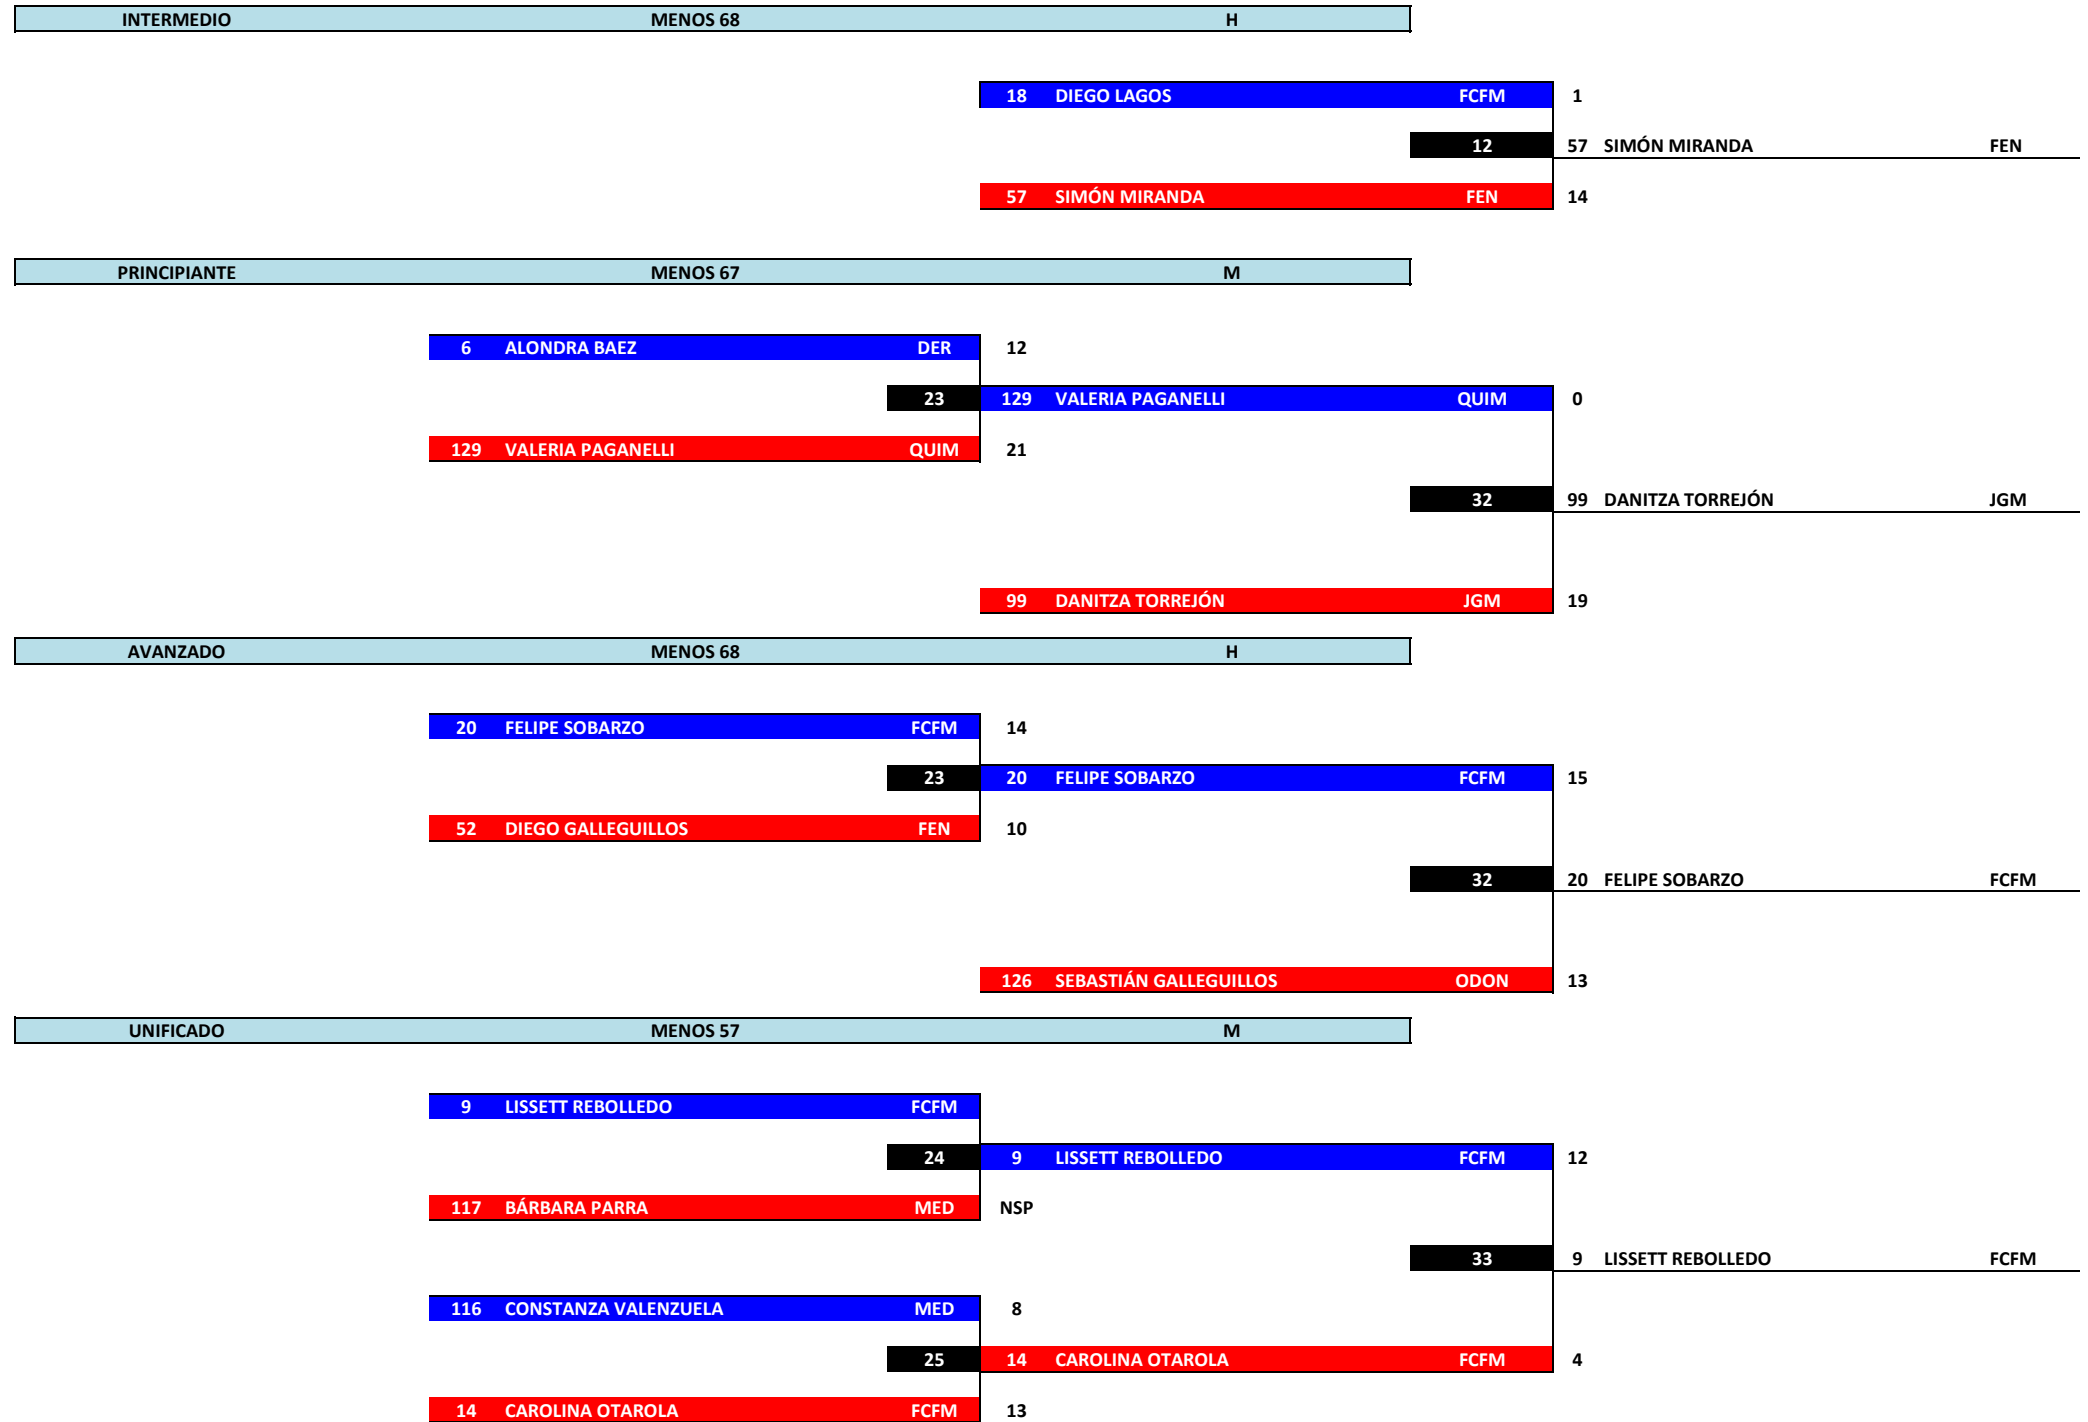 INTERMEDIO MENOS 68 H
18 DIEGO LAGOS FCFM 1
12 57 SIMÓN MIRANDA FEN
57 SIMÓN MIRANDA FEN 14
PRINCIPIANTE MENOS 67 M
6 ALONDRA BAEZ DER 12
23 129 VALERIA PAGANELLI QUIM 0
129 VALERIA PAGANELLI QUIM 21
32 99 DANITZA TORREJÓN JGM
99 DANITZA TORREJÓN JGM 19
AVANZADO MENOS 68 H
20 FELIPE SOBARZO FCFM 14
23 20 FELIPE SOBARZO FCFM 15
52 DIEGO GALLEGUILLOS FEN 10
32 20 FELIPE SOBARZO FCFM
126 SEBASTIÁN GALLEGUILLOS ODON 13
UNIFICADO MENOS 57 M
9 LISSETT REBOLLEDO FCFM
24 9 LISSETT REBOLLEDO FCFM 12
117 BÁRBARA PARRA MED NSP
33 9 LISSETT REBOLLEDO FCFM
116 CONSTANZA VALENZUELA MED 8
25 14 CAROLINA OTAROLA FCFM 4
14 CAROLINA OTAROLA FCFM 13